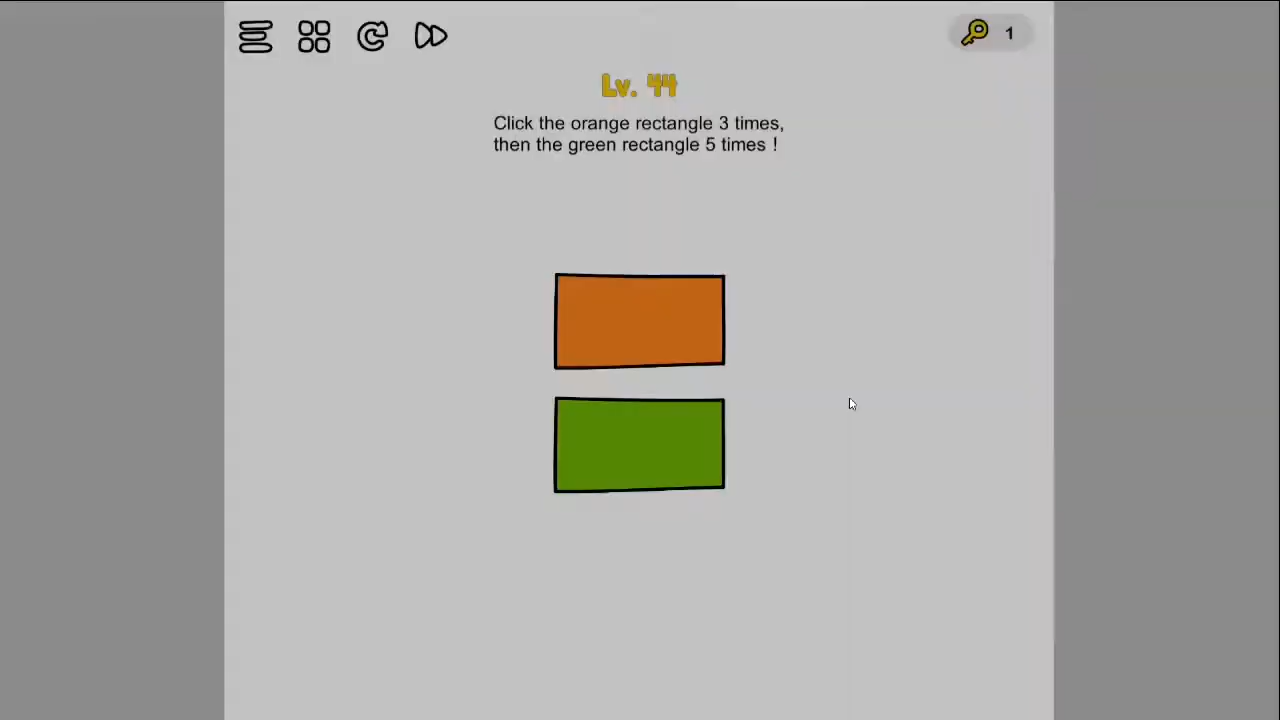 1
Lv. 44
Click the orange rectangle 3 times,
then the green rectangle 5 times !